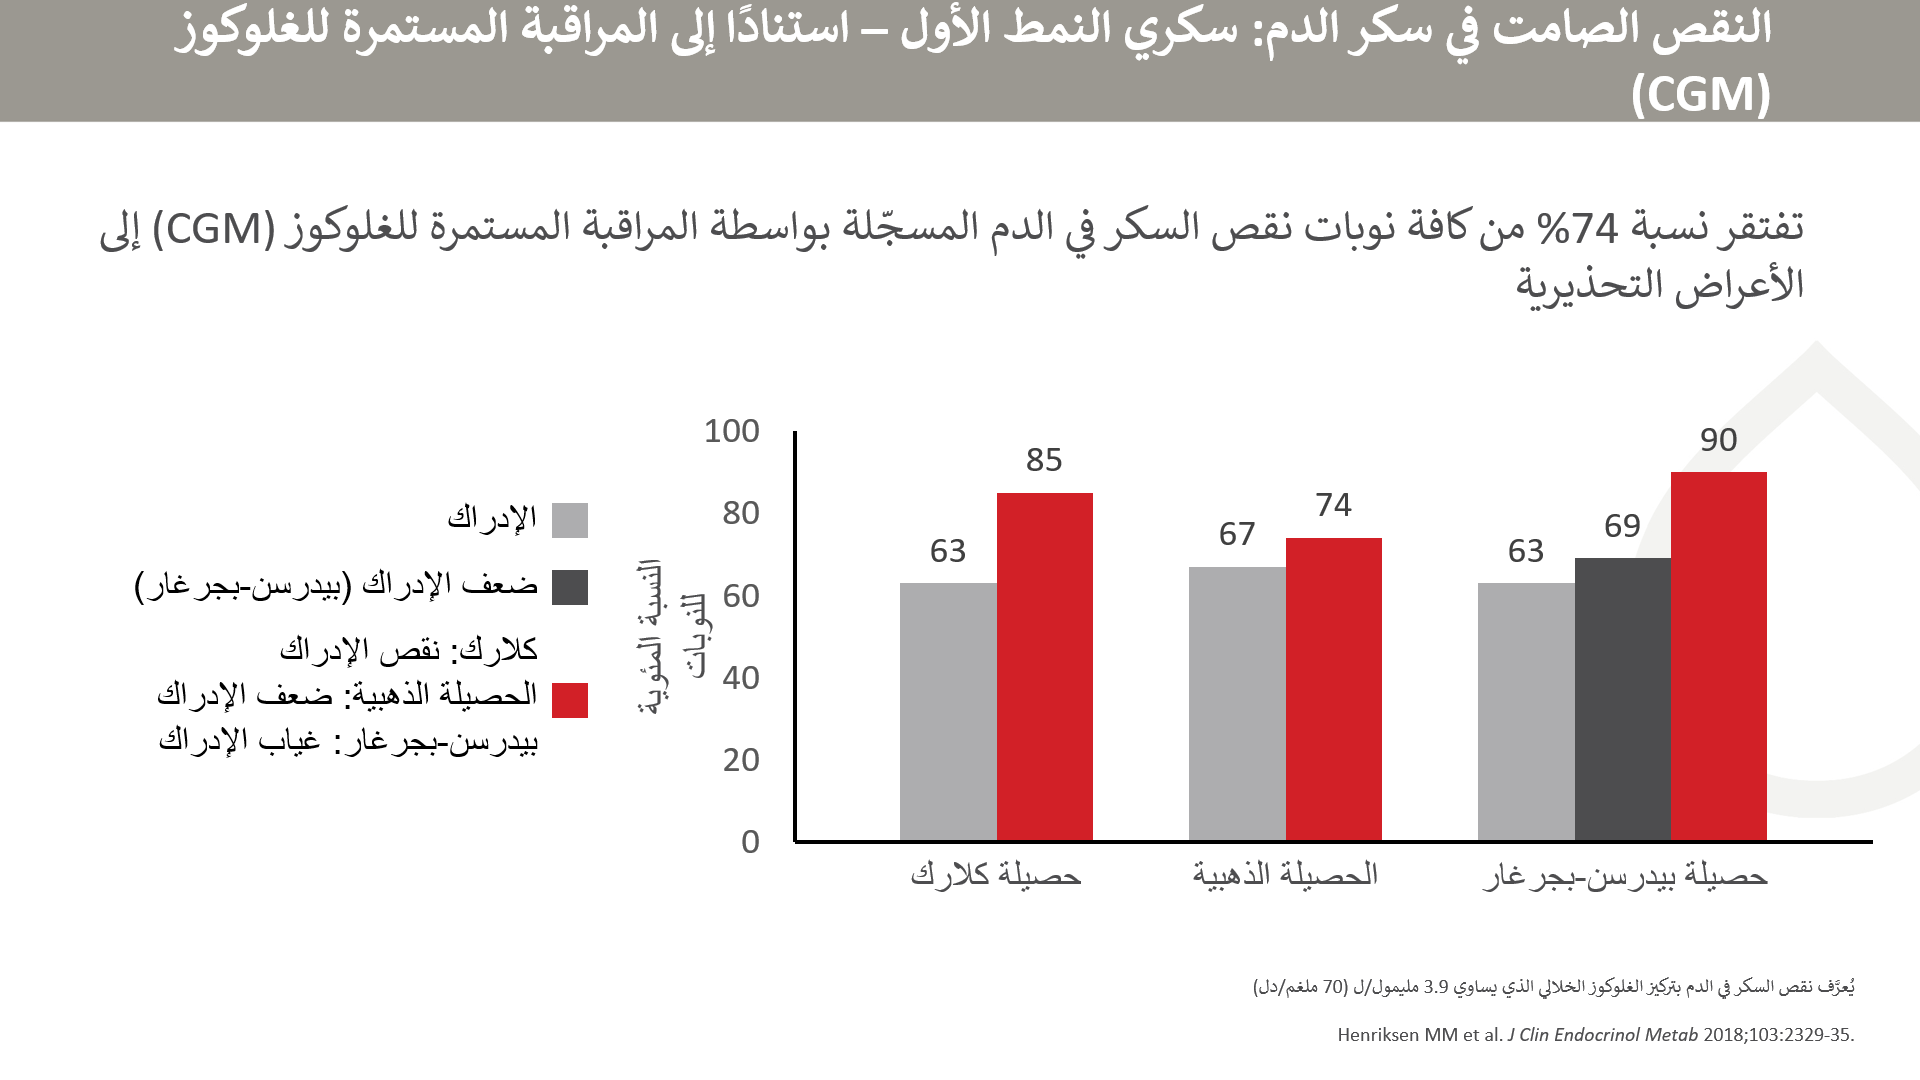 النقص الصامت في سكر الدم: سكري النمط الأول – استنادًا إلى المراقبة المستمرة للغلوكوز
(CGM)
تفتقر نسبة 74% من كافة نوبات نقص السكر في الدم المسجّلة بواسطة المراقبة المستمرة للغلوكوز (CGM) إلى
الأعراض التحذيرية
الإدراك
ضعف الإدراك (بيدرسن-بجرغار)
كلارك: نقص الإدراك
الحصيلة الذهبية: ضعف الإدراك
بيدرسن-بجرغار: غياب الإدراك
النسبة المئوية
للنوبات
100
80
60
40
20
0
63
85
67
74
63
69
90
حصيلة كلارك
الحصيلة الذهبية
حصيلة بيدرسن-بجرغار
يُعرَّف نقص السكر في الدم بتركيز الغلوكوز الخلالي الذي يساوي 3.9 مليمول/ل (70 ملغم/دل)
Henriksen MM et al. J Clin Endocrinol Metab 2018;103:2329-35.